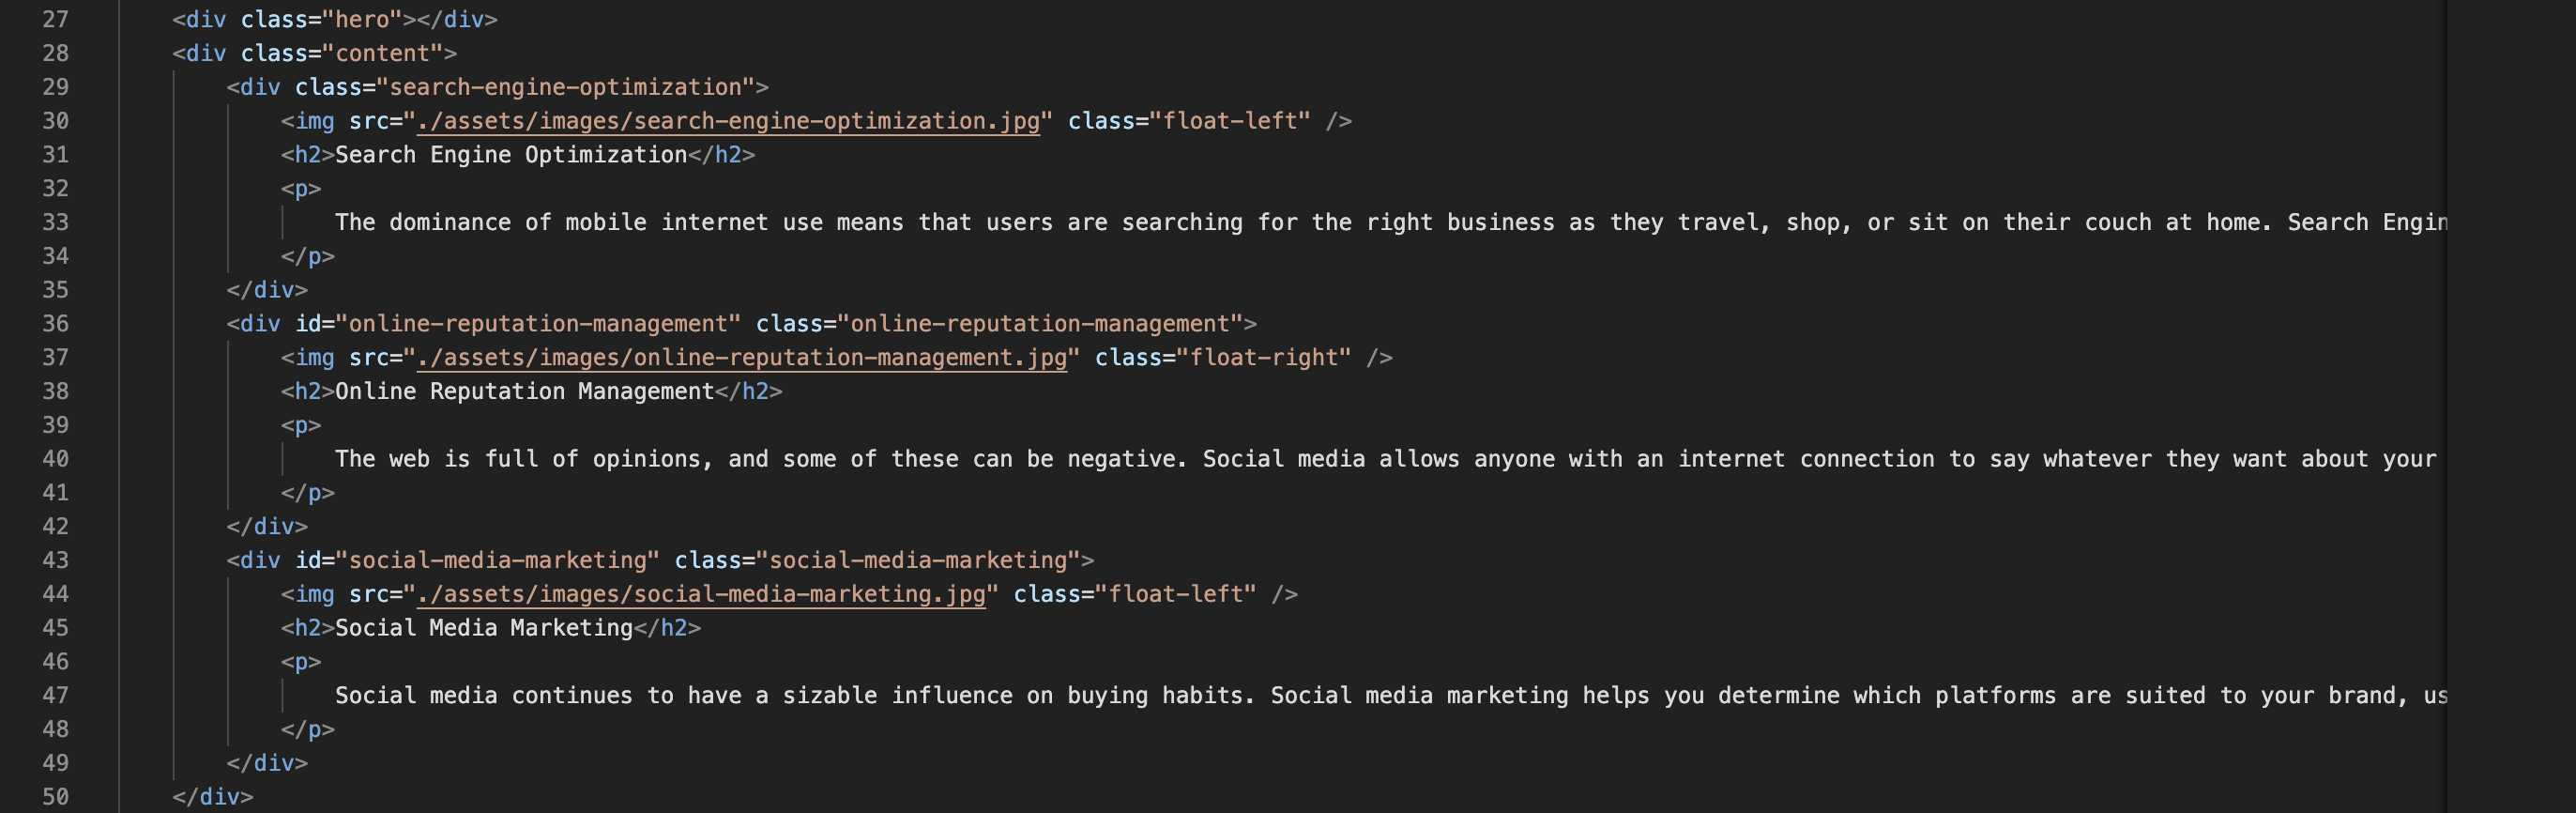 27 <div class="hero"></div>
28 <div class="content">
29 <div class="search-engine-optimization">
30 <img src="./assets/images/search-engine-optimization.jpg" class="float-left" />
31 <h2>Search Engine Optimization</h2>
32 <p>
33 The dominance of mobile internet use means that users are searching for the right business as they travel, shop, or sit on their couch at home. Search Engin
34 </p>
35 </div>
36 <div id="online-reputation-management" class="online-reputation-management">
37 <img src="./assets/images/online-reputation-management.jpg" class="float-right" />
38 <h2>Online Reputation Management</h2>
39 <p>
40 The web is full of opinions, and some of these can be negative. Social media allows anyone with an internet connection to say whatever they want about your
41 </p>
42 </div>
43 <div id="social-media-marketing" class="social-media-marketing">
44 <img src="./assets/images/social-media-marketing.jpg" class="float-left" />
45 <h2>Social Media Marketing</h2>
46 <p>
47 Social media continues to have a sizable influence on buying habits. Social media marketing helps you determine which platforms are suited to your brand, us
48 </p>
49 </div>
50 </div>